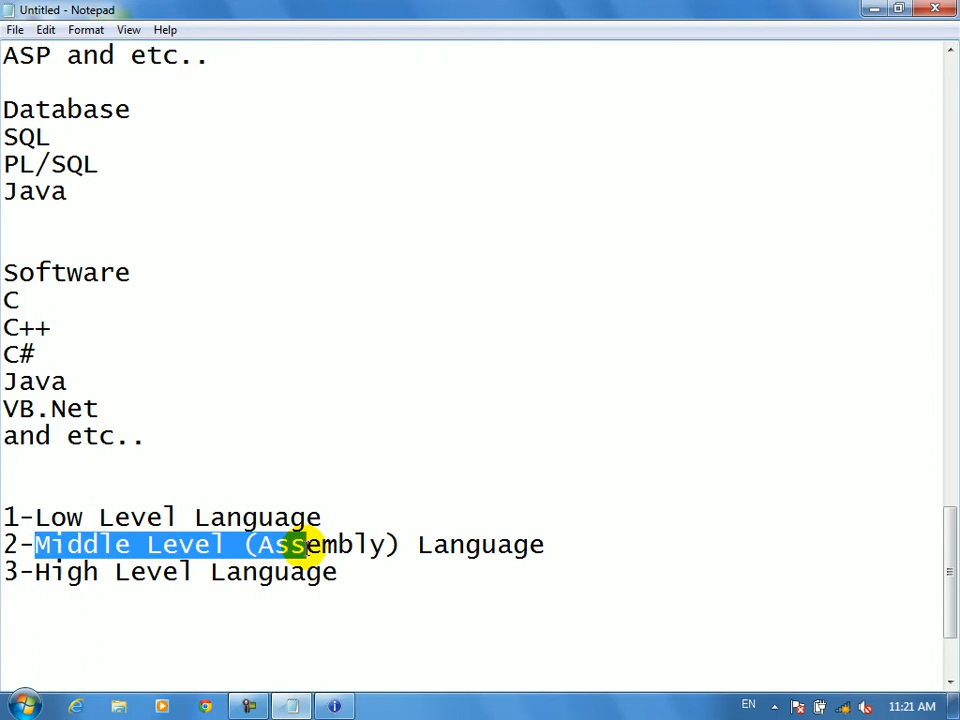 Untitled - Notepad
File Edit Format View Help
ASP and etc..
Database
SQL
PL/SQL
Java
Software
C
C++
C#
Java
VB.Net
and etc..
1-Low Level Language
2-Middle Level (Assembly) Language
3-High Level Language
EN
11:21 AM